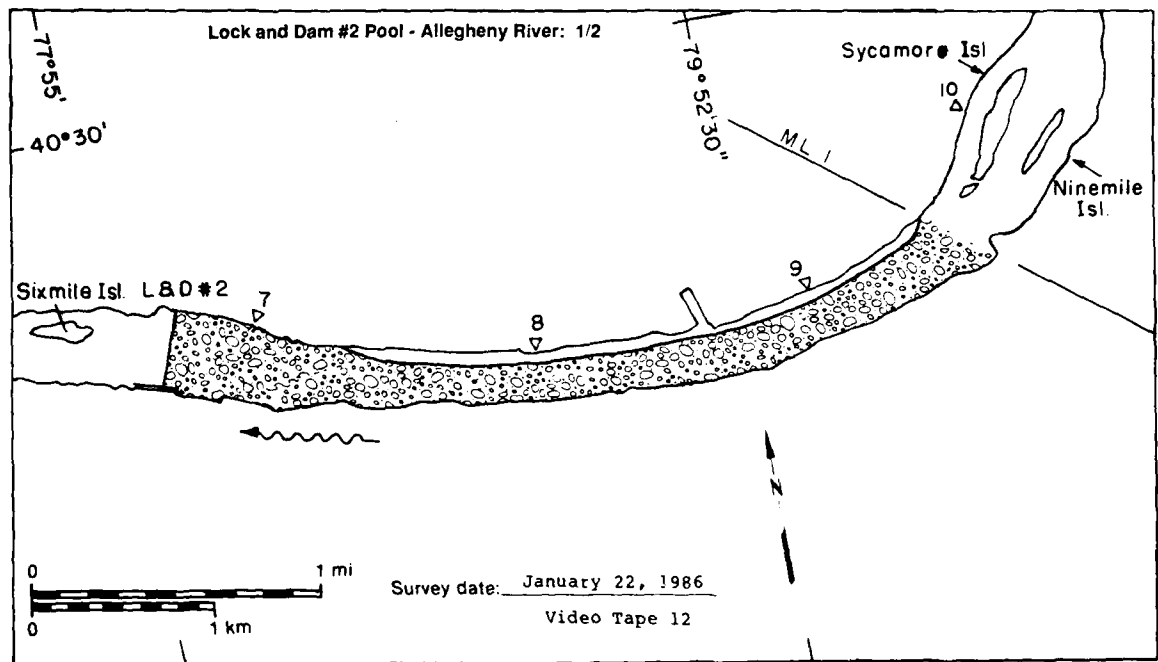 Lock and Dam #2 Pool - Allegheny River: 1/2
77°55'
40°30'
79°52'30"
Sycamore Isl
10
ML 1
Ninemile
Isl.
9
Sixmile Isl. L&D #2
7
8
N
0 1 mi
0 1 km
Survey date: January 22, 1986
Video Tape 12